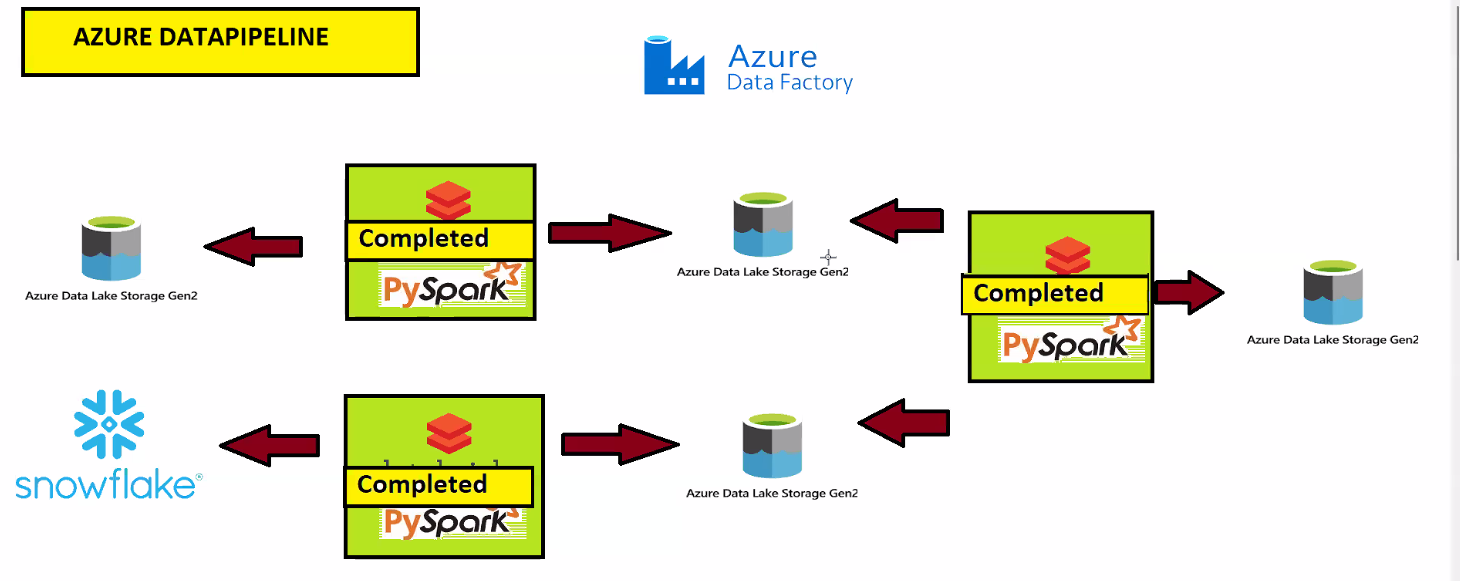 AZURE DATAPIPELINE
Azure
Data Factory
Completed
PySpark
Azure Data Lake Storage Gen2
Azure Data Lake Storage Gen2
Completed
PySpark
Azure Data Lake Storage Gen2
snowflake®
Completed
PySpark
Azure Data Lake Storage Gen2